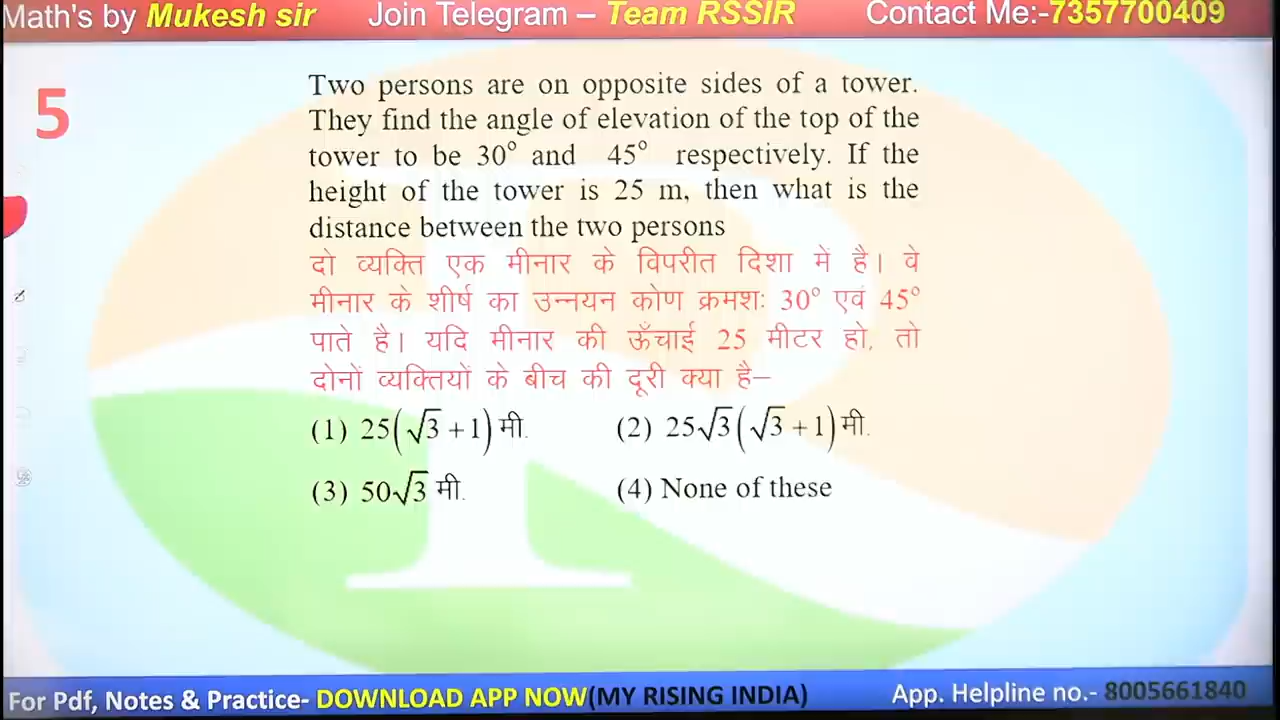 Math's by Mukesh sir Join Telegram – Team RSSIR Contact Me:-7357700409
5
Two persons are on opposite sides of a tower.
They find the angle of elevation of the top of the
tower to be 30° and 45° respectively. If the
height of the tower is 25 m, then what is the
distance between the two persons
दो व्यक्ति एक मीनार के विपरीत दिशा में है। वे
मीनार के शीर्ष का उन्नयन कोण क्रमशः 30° एवं 45°
पाते है। यदि मीनार की ऊँचाई 25 मीटर हो, तो
दोनों व्यक्तियों के बीच की दूरी क्या है–
(1) 25(√3 + 1) मी. (2) 25√3(√3 + 1) मी.
(3) 50√3 मी. (4) None of these
For Pdf, Notes & Practice- DOWNLOAD APP NOW(MY RISING INDIA) App. Helpline no.- 8005661840